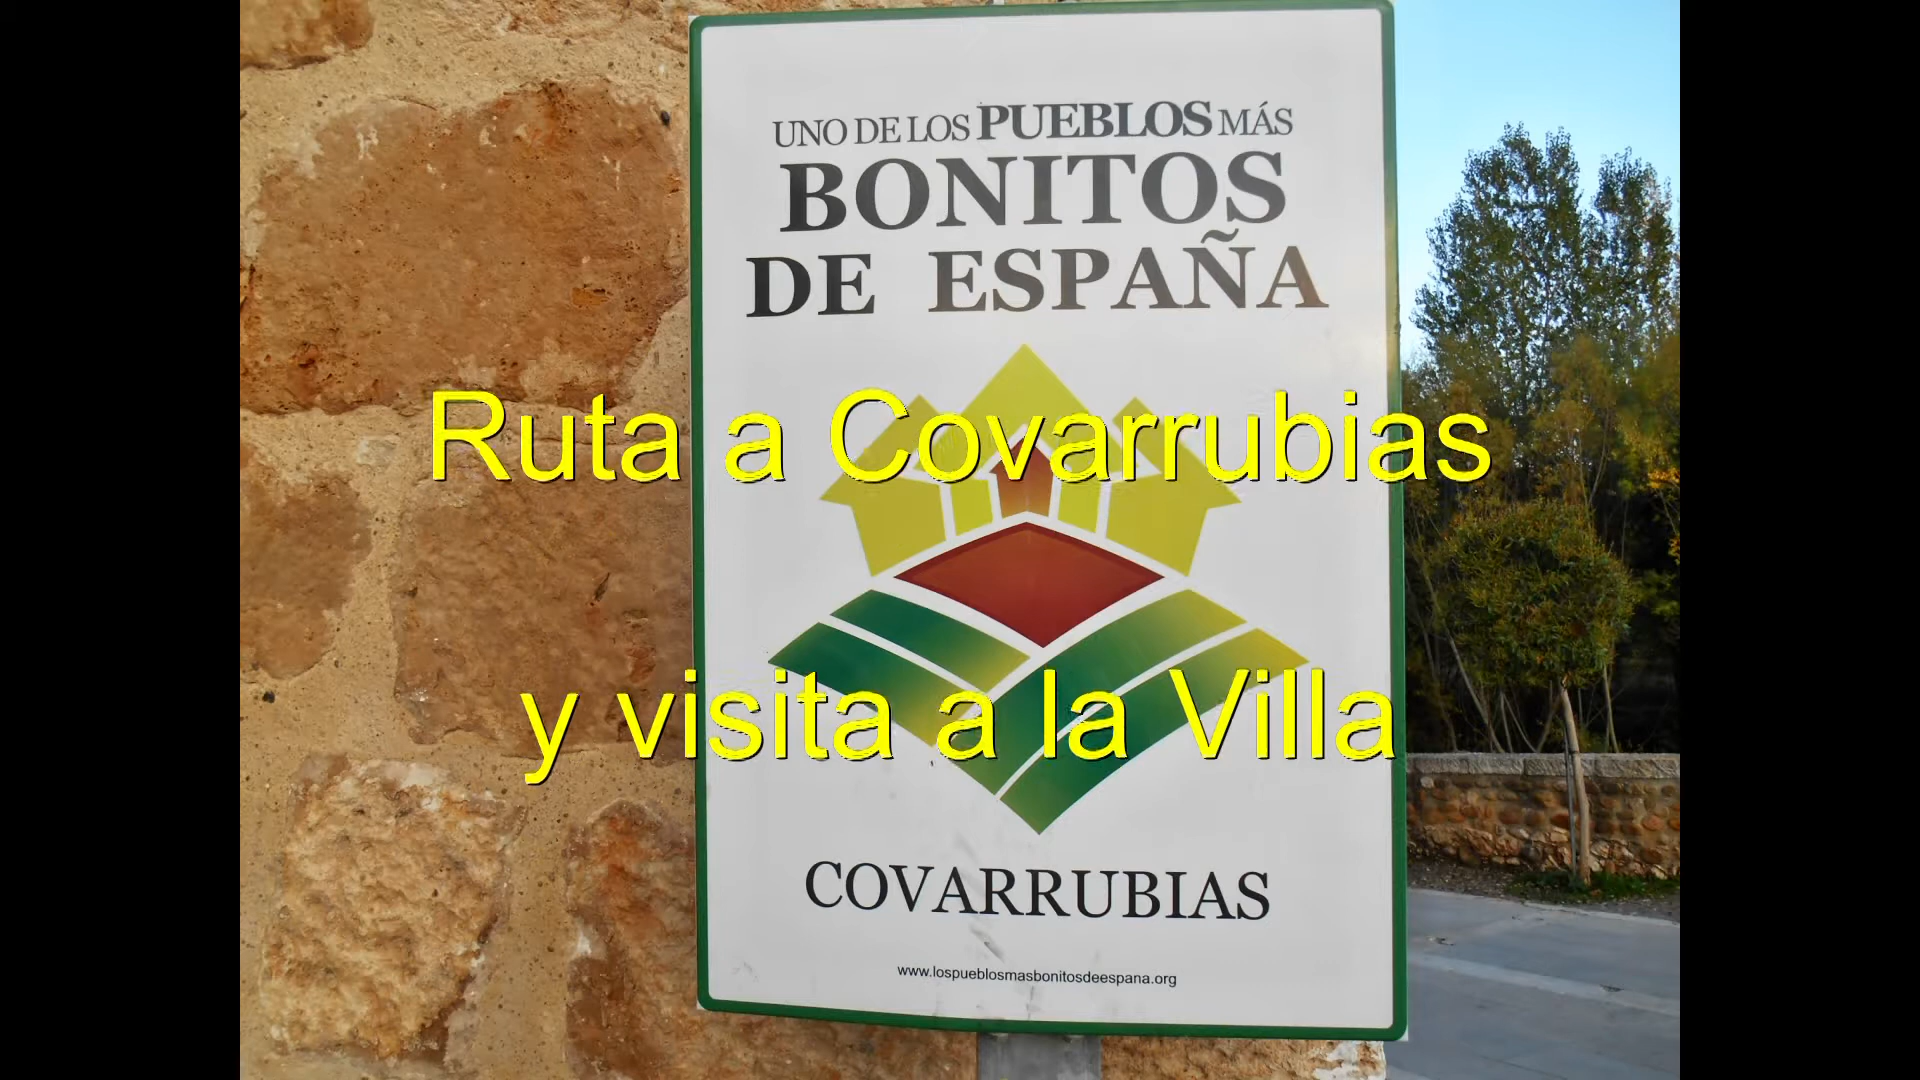 UNO DE LOS PUEBLOS MÁS
BONITOS
DE ESPAÑA
Ruta a Covarrubias
y visita a la Villa
COVARRUBIAS
www.lospueblosmasbonitosdeespana.org